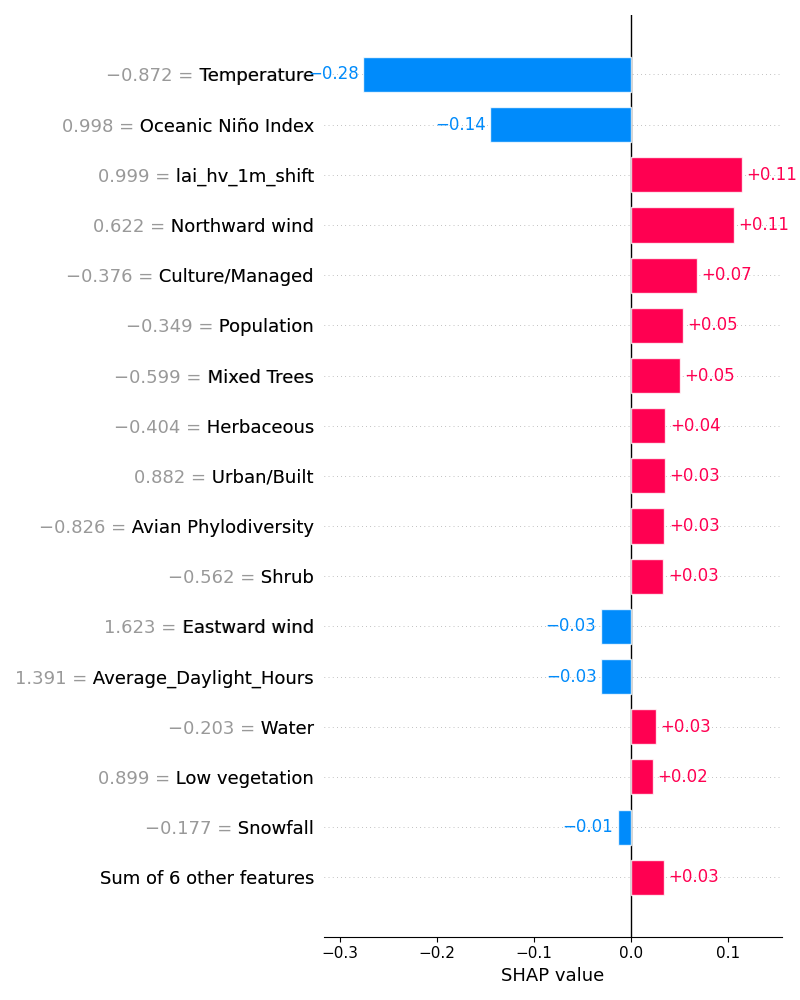 −0.872 = Temperature −0.28
0.998 = Oceanic Niño Index −0.14
0.999 = lai_hv_1m_shift +0.11
0.622 = Northward wind +0.11
−0.376 = Culture/Managed +0.07
−0.349 = Population +0.05
−0.599 = Mixed Trees +0.05
−0.404 = Herbaceous +0.04
0.882 = Urban/Built +0.03
−0.826 = Avian Phylodiversity +0.03
−0.562 = Shrub +0.03
1.623 = Eastward wind −0.03
1.391 = Average_Daylight_Hours −0.03
−0.203 = Water +0.03
0.899 = Low vegetation +0.02
−0.177 = Snowfall −0.01
Sum of 6 other features +0.03
−0.3 −0.2 −0.1 0.0 0.1
SHAP value